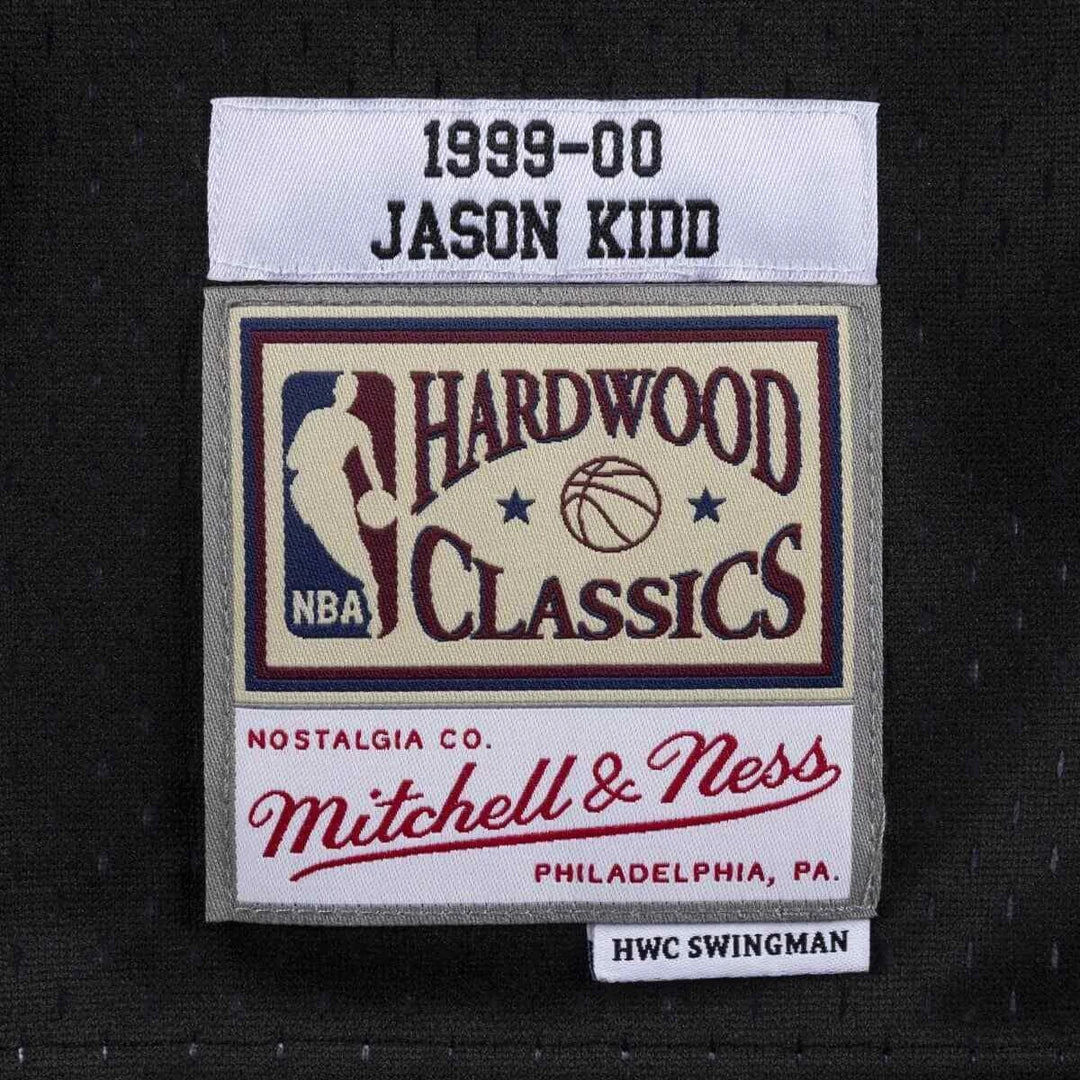 1999-00
JASON KIDD
HARDWOOD
CLASSICS
NBA
NOSTALGIA CO.
Mitchell & Ness
PHILADELPHIA, PA.
HWC SWINGMAN